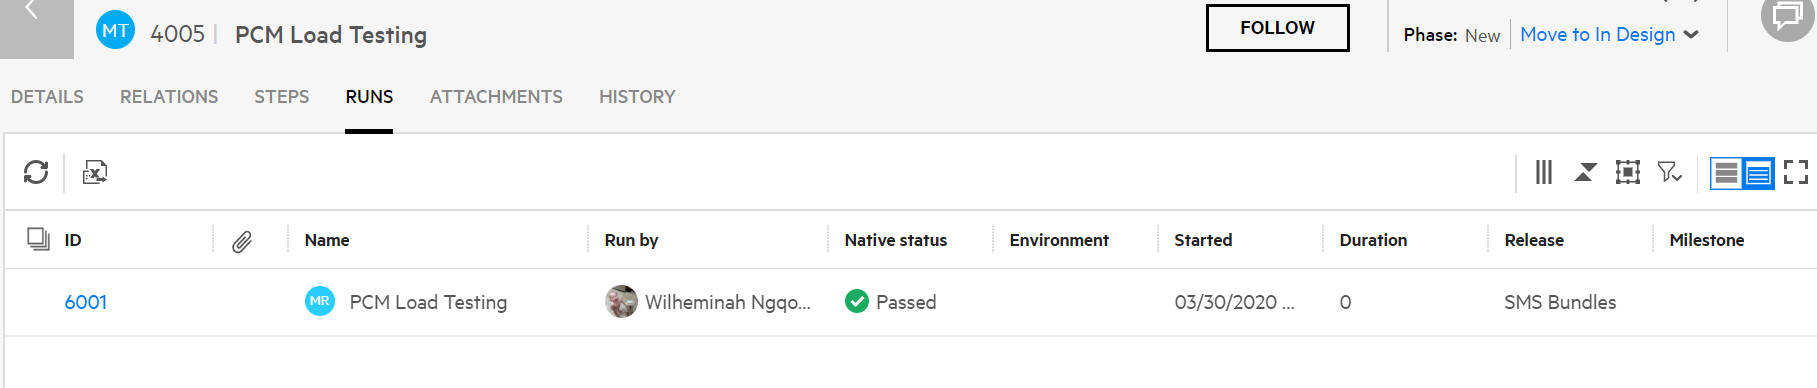 MT 4005 PCM Load Testing FOLLOW Phase: New Move to In Design
DETAILS RELATIONS STEPS RUNS ATTACHMENTS HISTORY
ID Name Run by Native status Environment Started Duration Release Milestone
6001 MR PCM Load Testing Wilheminah Ngqo... Passed 03/30/2020 ... 0 SMS Bundles